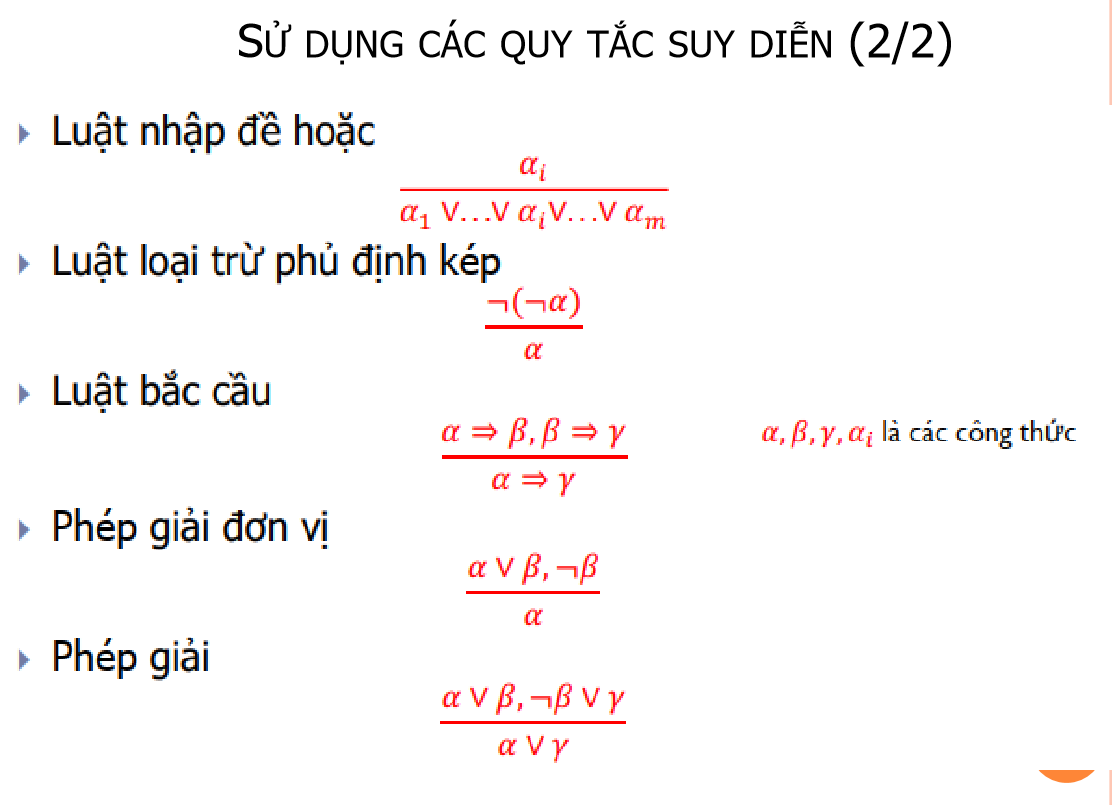 SỬ DỤNG CÁC QUY TẮC SUY DIỄN (2/2)
Luật nhập đề hoặc
αᵢ
α₁ ∨…∨ αᵢ∨…∨ αₘ
Luật loại trừ phủ định kép
¬(¬α)
α
Luật bắc cầu
α ⇒ β, β ⇒ γ
α ⇒ γ
α, β, γ, αᵢ là các công thức
Phép giải đơn vị
α ∨ β, ¬β
α
Phép giải
α ∨ β, ¬β ∨ γ
α ∨ γ